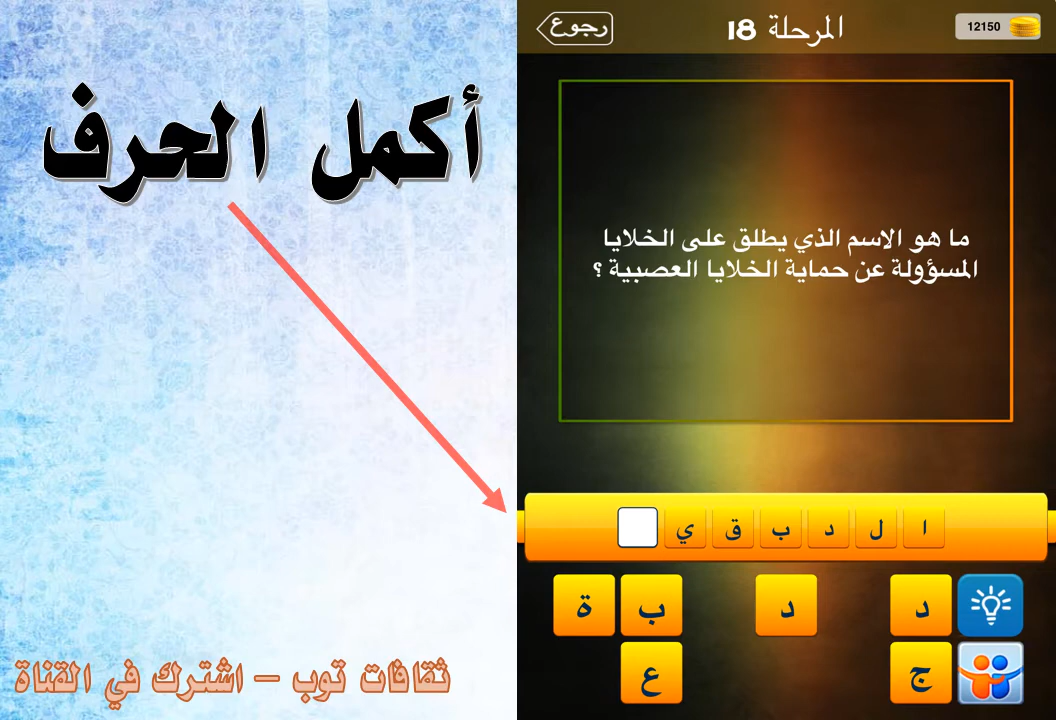 أكمل الحرف
ثقافات توب – اشترك في القناة
رجوع
المرحلة 18
12150
ما هو الاسم الذي يطلق على الخلايا
المسؤولة عن حماية الخلايا العصبية ؟
ا ل د ب ق ي
د د ب ة
ج ع